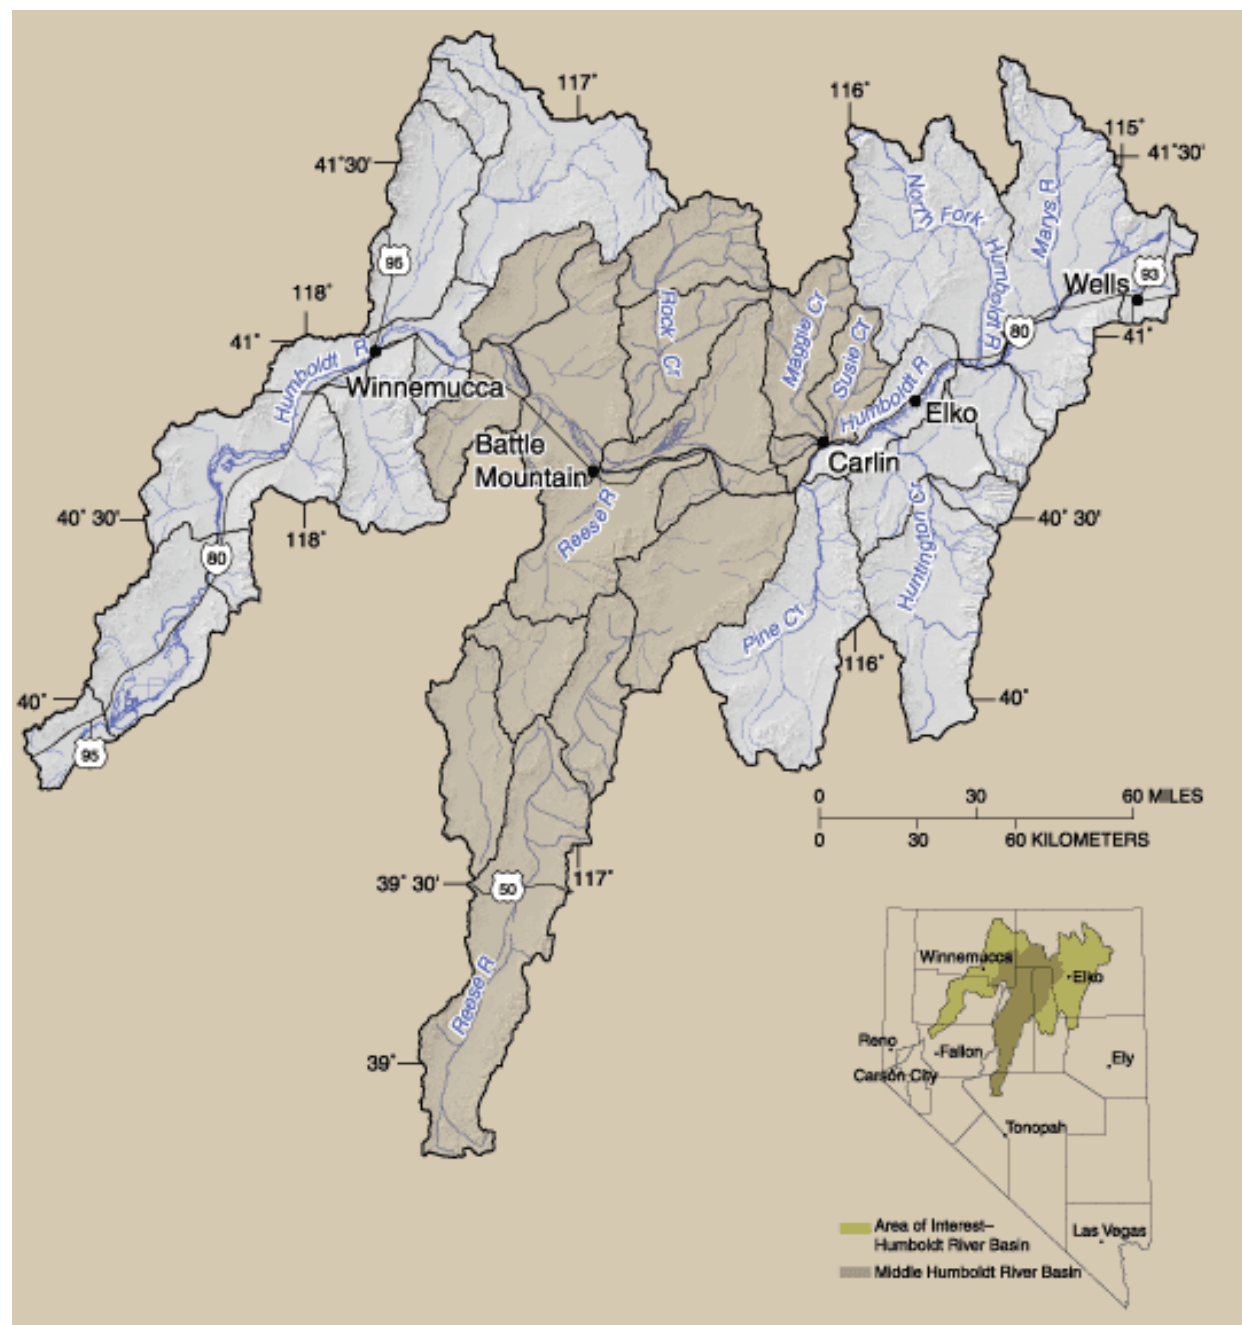 117°
116°
115°
41°30'
41°30'
North
Fork
Humboldt R
Marys R
95
93
Wells
118°
Rock Cr
Maggie Cr
Susie Cr
80
41°
41°
Humboldt R
Winnemucca
Humboldt R
Elko
Battle
Mountain
Carlin
Reese R
Huntington Cr
40° 30'
118°
40° 30'
80
Pine Cr
116°
40°
40°
95
0 30 60 MILES
0 30 60 KILOMETERS
39° 30'
50
117°
Reese R
39°
Winnemucca
Elko
Reno
Fallon
Ely
Carson City
Tonopah
Las Vegas
Area of Interest–
Humboldt River Basin
Middle Humboldt River Basin